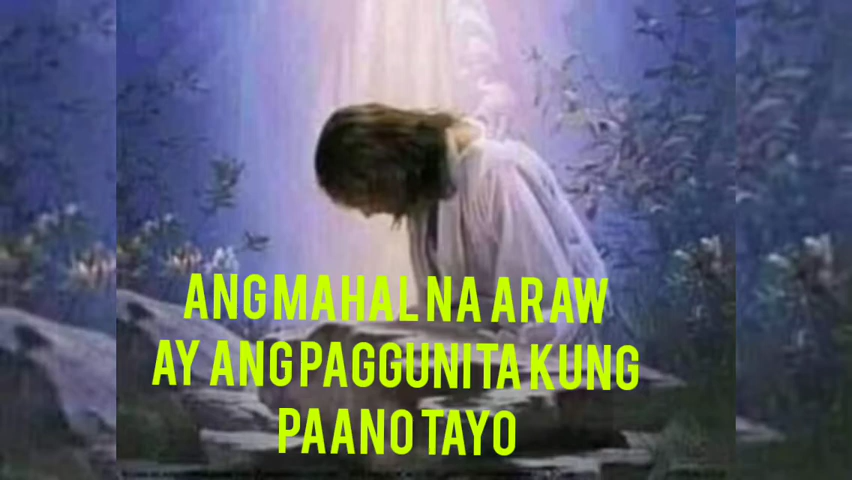 ANG MAHAL NA ARAW
AY ANG PAGGUNITA KUNG
PAANO TAYO